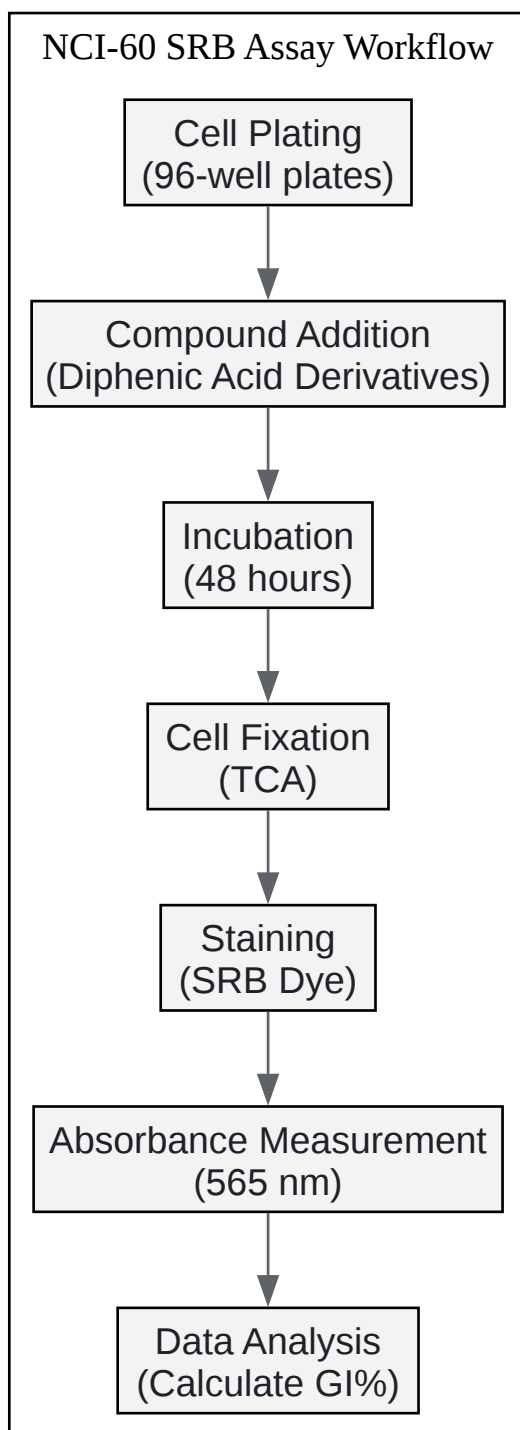 NCI-60 SRB Assay Workflow
Cell Plating
(96-well plates)
Compound Addition
(Diphenic Acid Derivatives)
Incubation
(48 hours)
Cell Fixation
(TCA)
Staining
(SRB Dye)
Absorbance Measurement
(565 nm)
Data Analysis
(Calculate GI%)